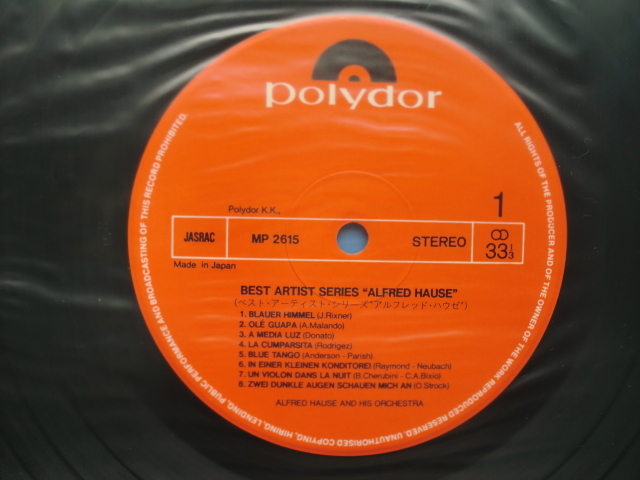 polydor
1
Polydor K.K.,
JASRAC MP 2615 STEREO 33 1/3
Made in Japan
BEST ARTIST SERIES "ALFRED HAUSE"
(ベスト・アーティスト・シリーズ"アルフレッド・ハウゼ")
1. BLAUER HIMMEL (J.Rixner)
2. OLÉ GUAPA (A.Malando)
3. A MEDIA LUZ (Donato)
4. LA CUMPARSITA (Rodrigez)
5. BLUE TANGO (Anderson - Parish)
6. IN EINER KLEINEN KONDITOREI (Raymond - Neubach)
7. UN VIOLON DANS LA NUIT (B.Cherubini - C.A.Bixio)
8. ZWEI DUNKLE AUGEN SCHAUEN MICH AN (O.Strock)
ALFRED HAUSE AND HIS ORCHESTRA
ALL RIGHTS OF THE PRODUCER AND OF THE OWNER OF THE WORK REPRODUCED RESERVED. UNAUTHORISED COPYING, HIRING, LENDING, PUBLIC PERFORMANCE AND BROADCASTING OF THIS RECORD PROHIBITED.